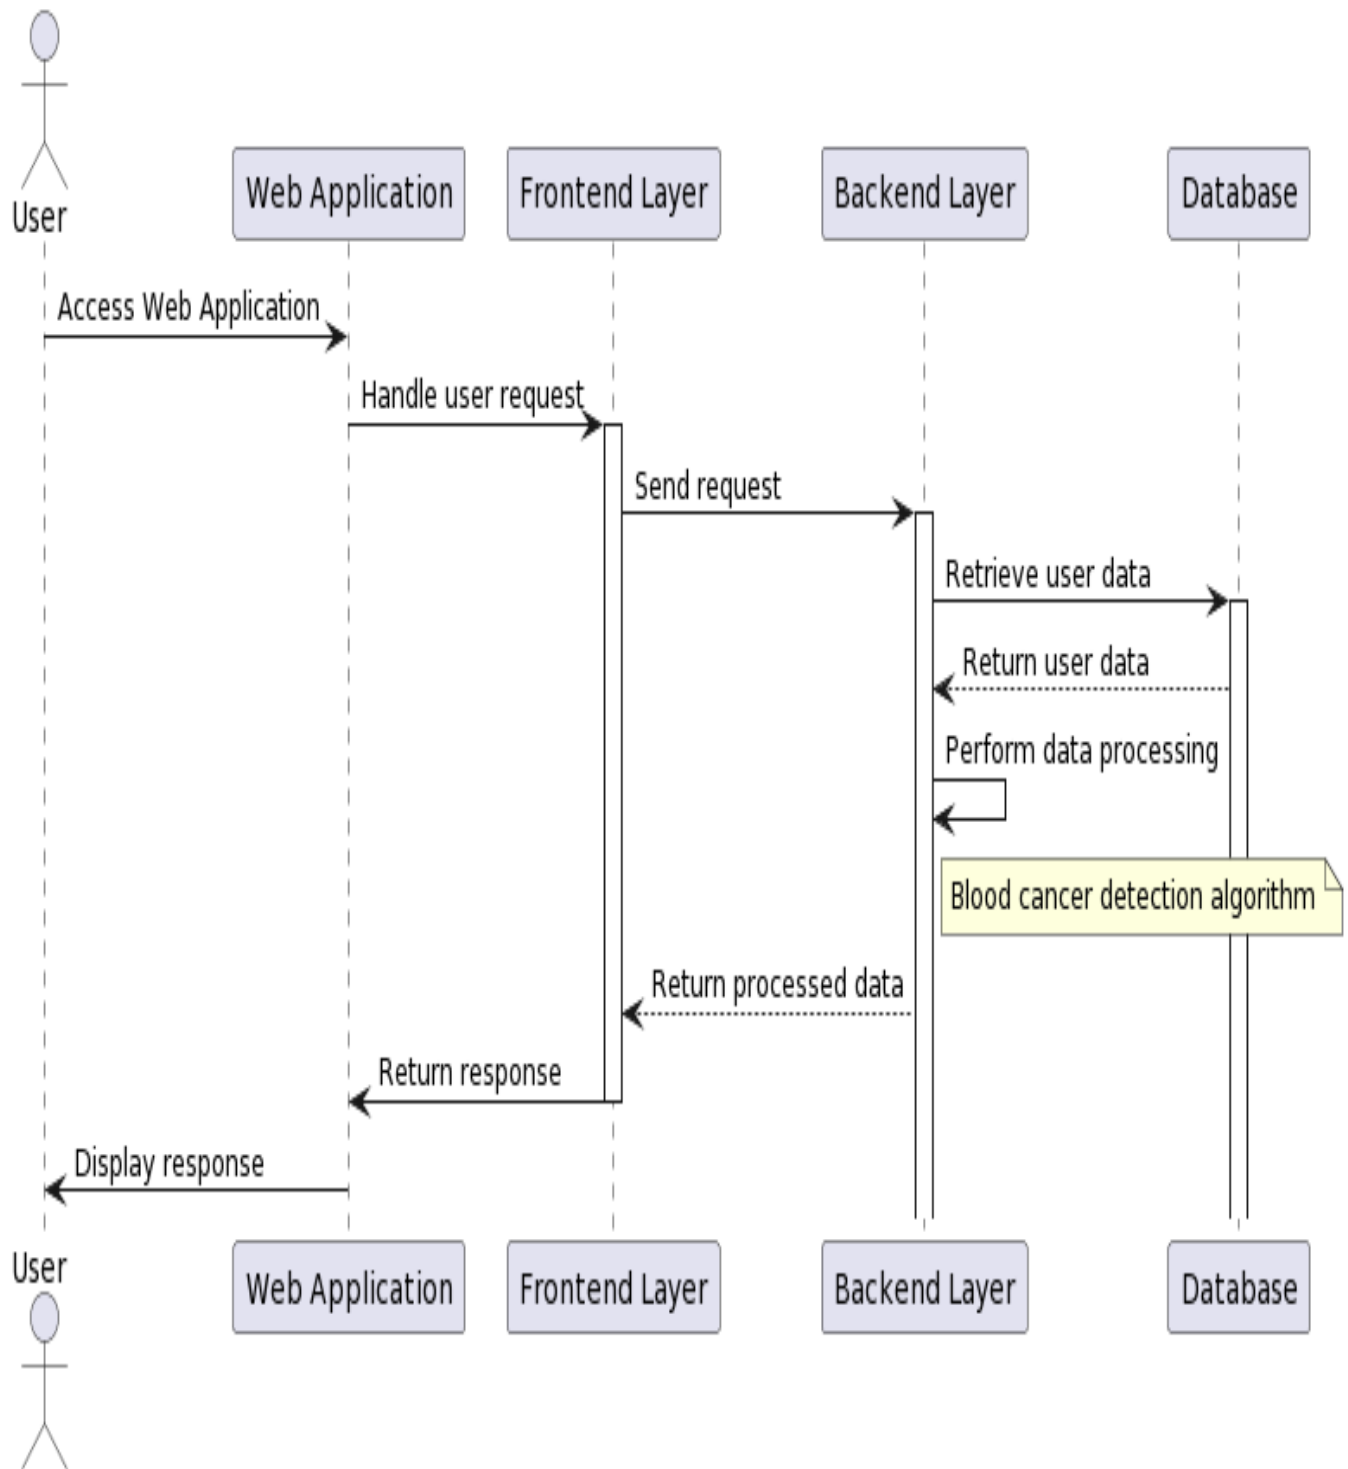 User
Web Application
Frontend Layer
Backend Layer
Database
Access Web Application
Handle user request
Send request
Retrieve user data
Return user data
Perform data processing
Blood cancer detection algorithm
Return processed data
Return response
Display response
User
Web Application
Frontend Layer
Backend Layer
Database